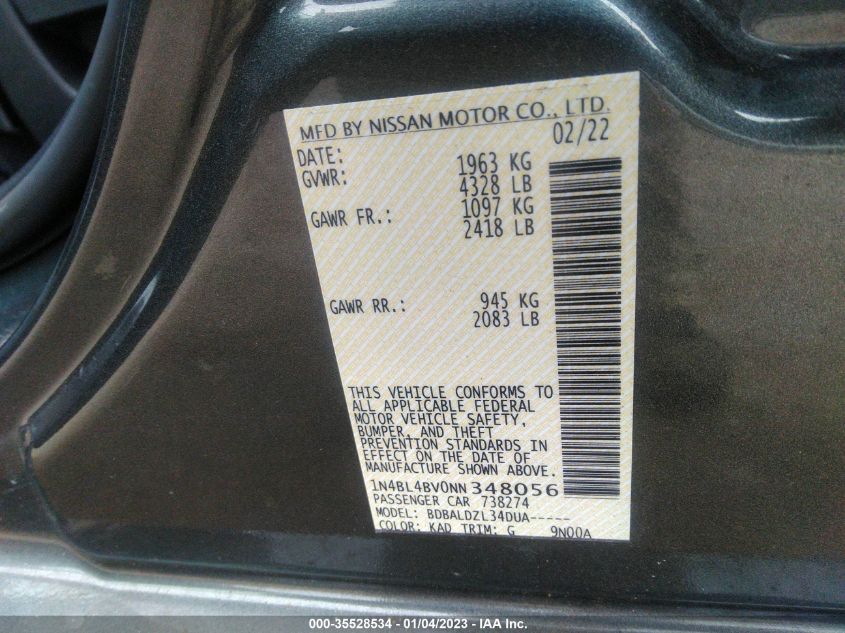 MFD BY NISSAN MOTOR CO., LTD.
DATE: 02/22
GVWR: 1963 KG
4328 LB
GAWR FR.: 1097 KG
2418 LB
GAWR RR.: 945 KG
2083 LB
THIS VEHICLE CONFORMS TO
ALL APPLICABLE FEDERAL
MOTOR VEHICLE SAFETY,
BUMPER, AND THEFT
PREVENTION STANDARDS IN
EFFECT ON THE DATE OF
MANUFACTURE SHOWN ABOVE.
1N4BL4BV0NN348056
PASSENGER CAR 738274
MODEL: BDBALDZL34DUA-----
COLOR: KAD TRIM: G 9N00A
000-35528534 - 01/04/2023 - IAA Inc.